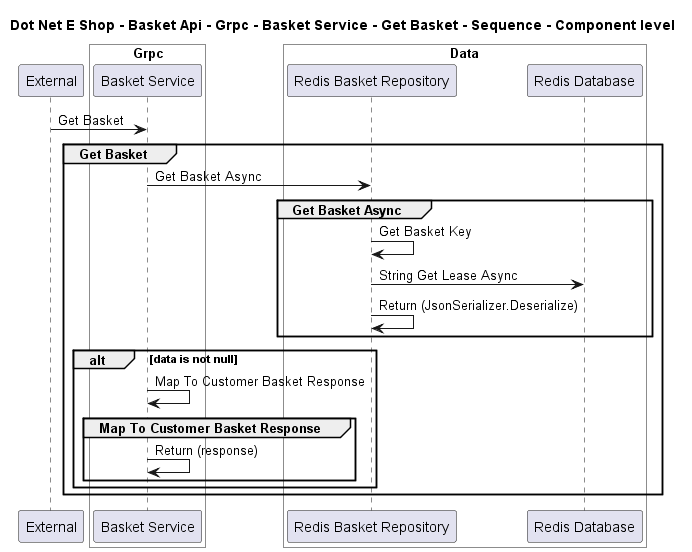 Dot Net E Shop - Basket Api - Grpc - Basket Service - Get Basket - Sequence - Component level
Grpc
Data
External
Basket Service
Redis Basket Repository
Redis Database
Get Basket
Get Basket
Get Basket Async
Get Basket Async
Get Basket Key
String Get Lease Async
Return (JsonSerializer.Deserialize)
alt
[data is not null]
Map To Customer Basket Response
Map To Customer Basket Response
Return (response)
External
Basket Service
Redis Basket Repository
Redis Database